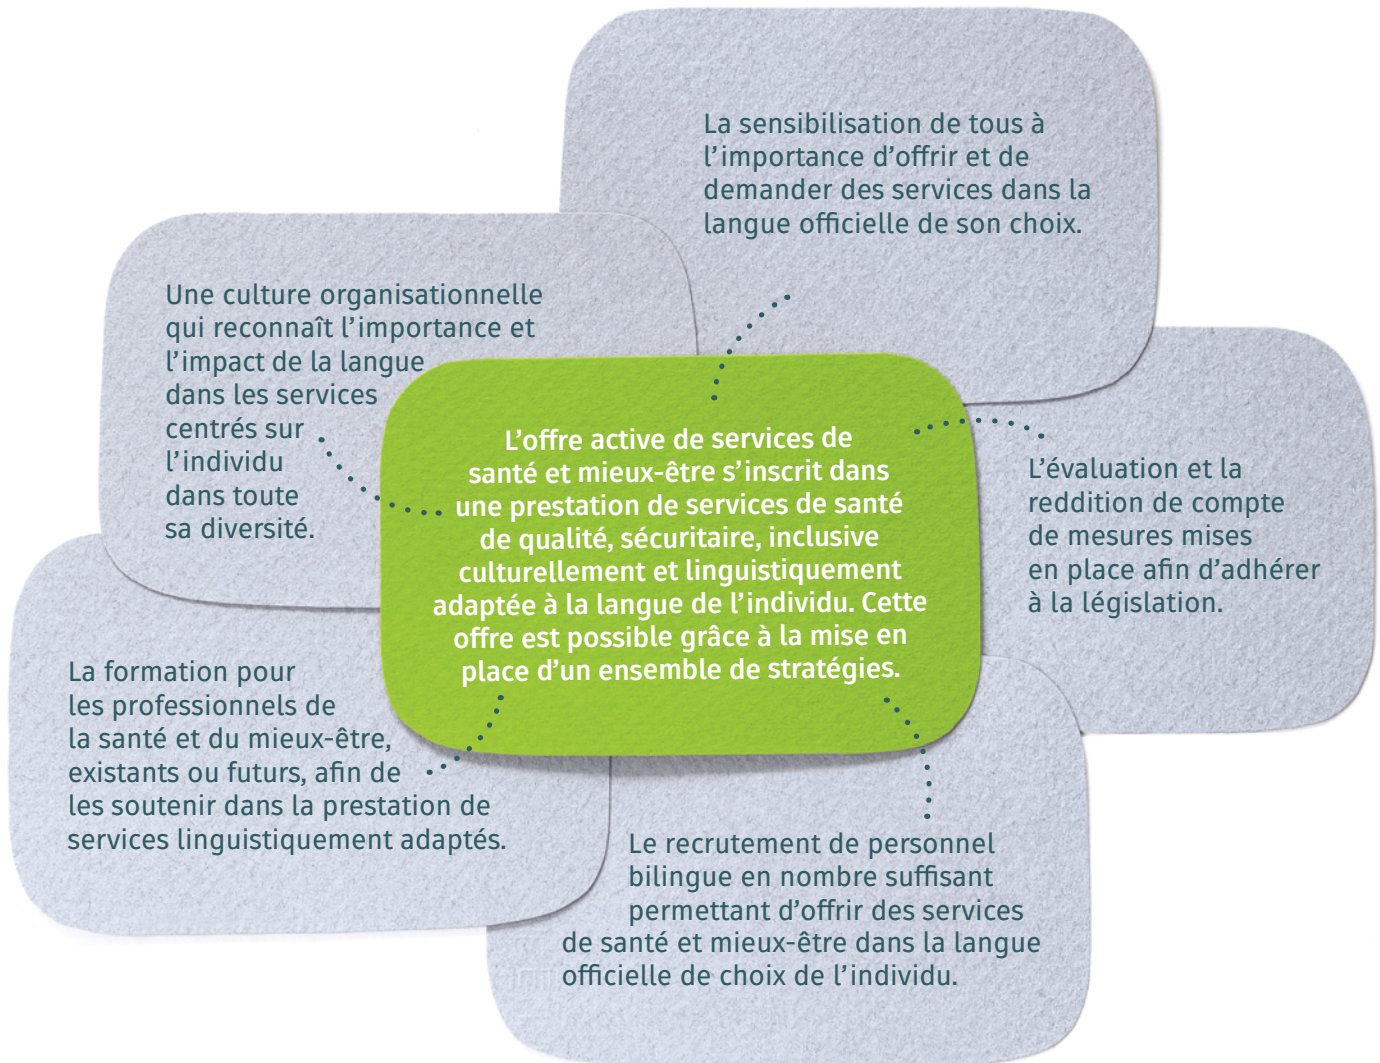 La sensibilisation de tous à
l’importance d’offrir et de
demander des services dans la
langue officielle de son choix.
Une culture organisationnelle
qui reconnaît l’importance et
l’impact de la langue
dans les services
centrés sur
l’individu
dans toute
sa diversité.
L’offre active de services de
santé et mieux-être s’inscrit dans
une prestation de services de santé
de qualité, sécuritaire, inclusive
culturellement et linguistiquement
adaptée à la langue de l’individu. Cette
offre est possible grâce à la mise en
place d’un ensemble de stratégies.
L’évaluation et la
reddition de compte
de mesures mises
en place afin d’adhérer
à la législation.
La formation pour
les professionnels de
la santé et du mieux-être,
existants ou futurs, afin de
les soutenir dans la prestation de
services linguistiquement adaptés.
Le recrutement de personnel
bilingue en nombre suffisant
permettant d’offrir des services
de santé et mieux-être dans la langue
officielle de choix de l’individu.